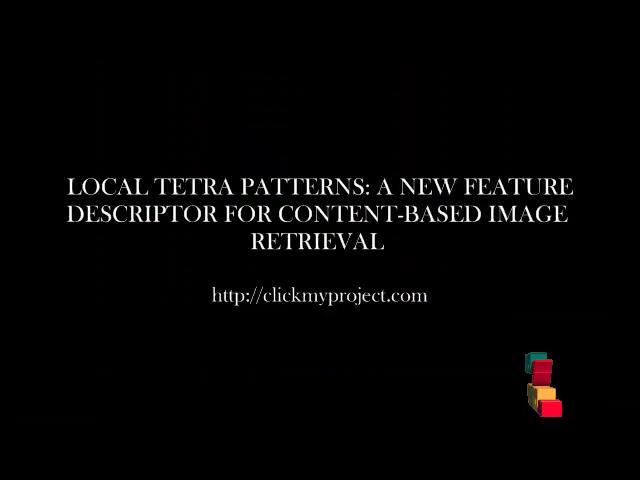 LOCAL TETRA PATTERNS: A NEW FEATURE
DESCRIPTOR FOR CONTENT-BASED IMAGE
RETRIEVAL
http://clickmyproject.com